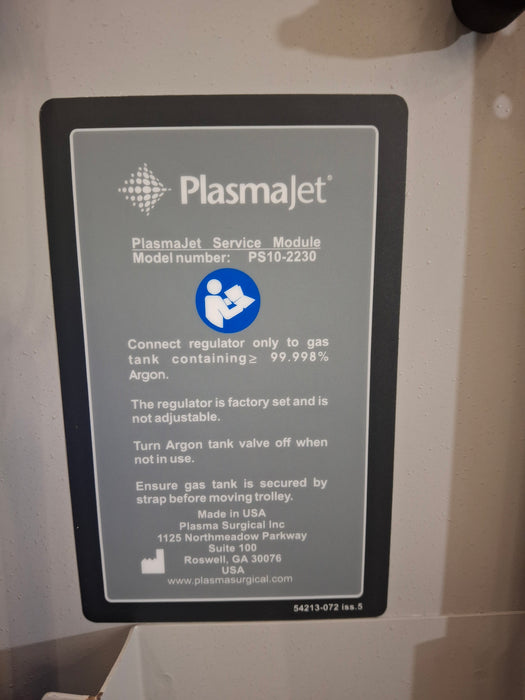 PlasmaJet®
PlasmaJet Service Module
Model number: PS10-2230
Connect regulator only to gas
tank containing≥ 99.998%
Argon.
The regulator is factory set and is
not adjustable.
Turn Argon tank valve off when
not in use.
Ensure gas tank is secured by
strap before moving trolley.
Made in USA
Plasma Surgical Inc
1125 Northmeadow Parkway
Suite 100
Roswell, GA 30076
USA
www.plasmasurgical.com
54213-072 iss.5